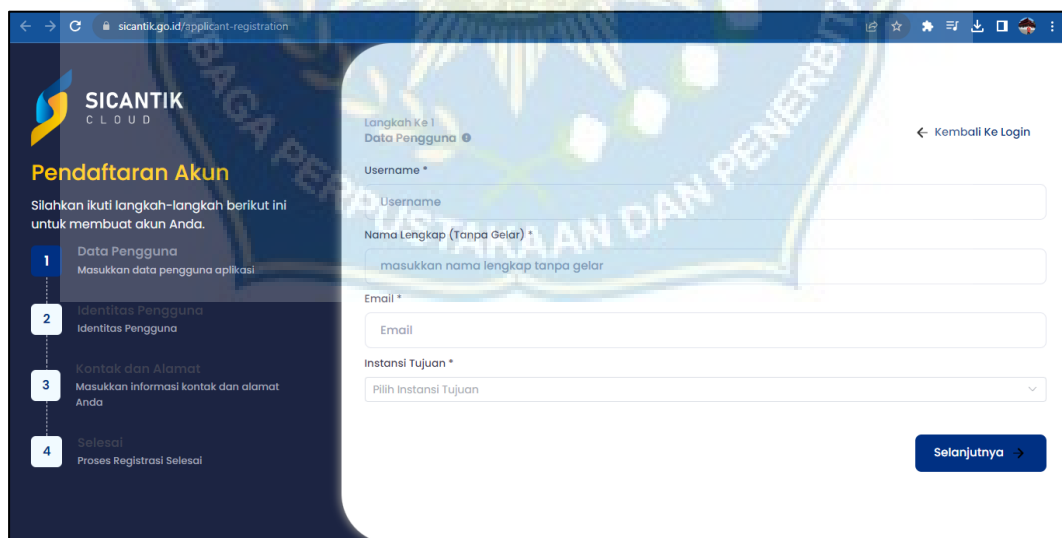 sicantik.go.id/applicant-registration
SICANTIK
CLOUD
Pendaftaran Akun
Silahkan ikuti langkah-langkah berikut ini
untuk membuat akun Anda.
1
Data Pengguna
Masukkan data pengguna aplikasi
2
Identitas Pengguna
Identitas Pengguna
3
Kontak dan Alamat
Masukkan informasi kontak dan alamat
Anda
4
Selesai
Proses Registrasi Selesai
Langkah Ke 1
Data Pengguna
← Kembali Ke Login
Username *
Username
Nama Lengkap (Tanpa Gelar) *
masukkan nama lengkap tanpa gelar
Email *
Email
Instansi Tujuan *
Pilih Instansi Tujuan
Selanjutnya →
PERPUSTAKAAN DAN